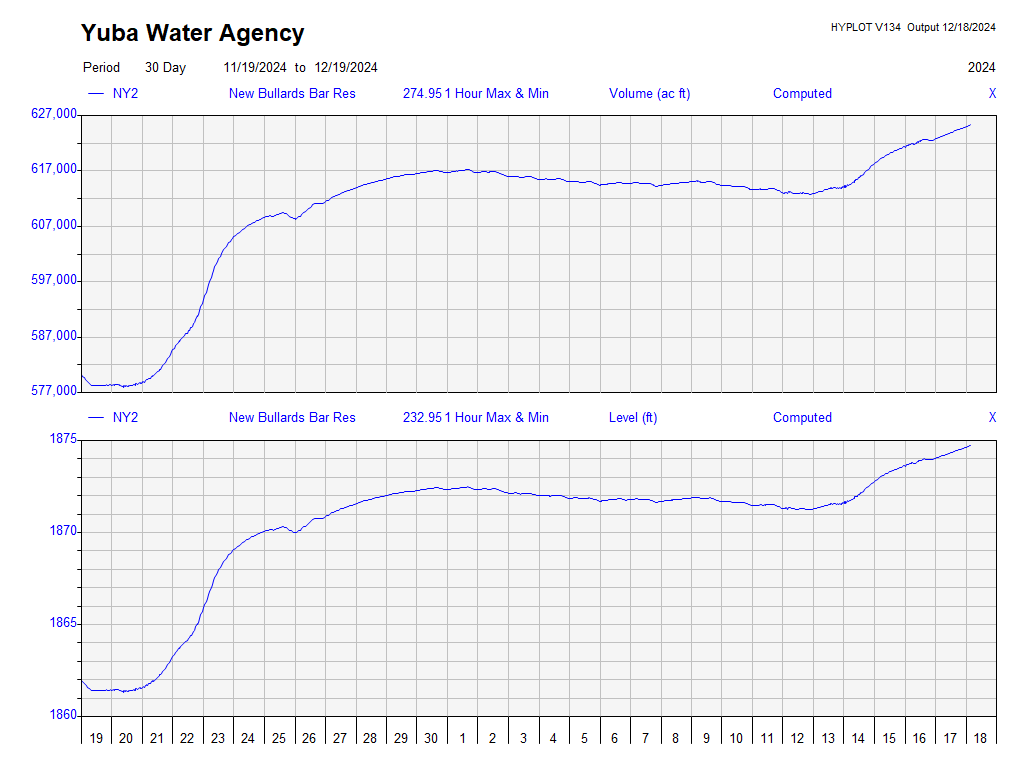 Yuba Water Agency
HYPLOT V134 Output 12/18/2024
Period 30 Day 11/19/2024 to 12/19/2024 2024
NY2 New Bullards Bar Res 274.95 1 Hour Max & Min Volume (ac ft) Computed X
627,000
617,000
607,000
597,000
587,000
577,000
NY2 New Bullards Bar Res 232.95 1 Hour Max & Min Level (ft) Computed X
1875
1870
1865
1860
19 20 21 22 23 24 25 26 27 28 29 30 1 2 3 4 5 6 7 8 9 10 11 12 13 14 15 16 17 18